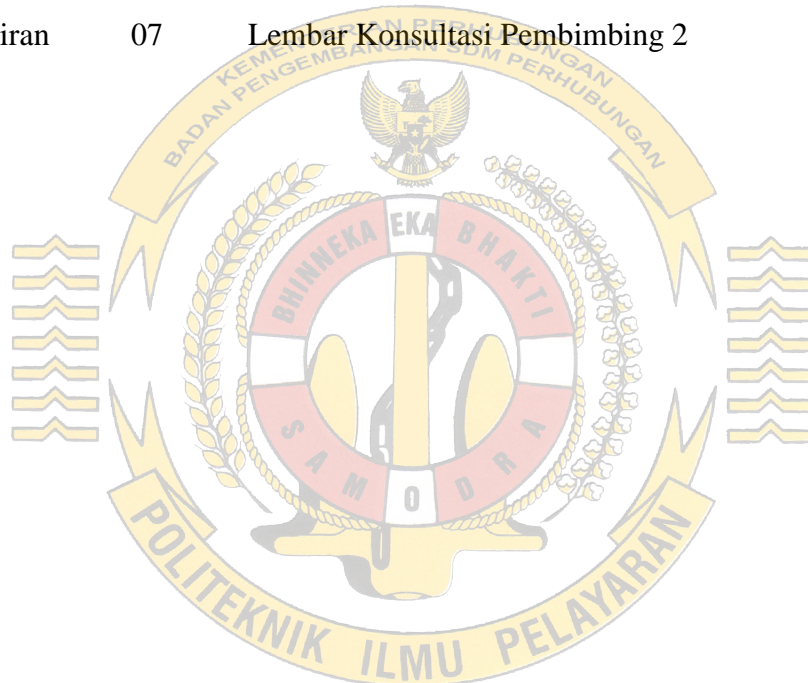 iran 07 Lembar Konsultasi Pembimbing 2
KEMENTERIAN PERHUBUNGAN
BADAN PENGEMBANGAN SDM PERHUBUNGAN
BHINNEKA EKA BHAKTI
SAMODRA
POLITEKNIK ILMU PELAYARAN